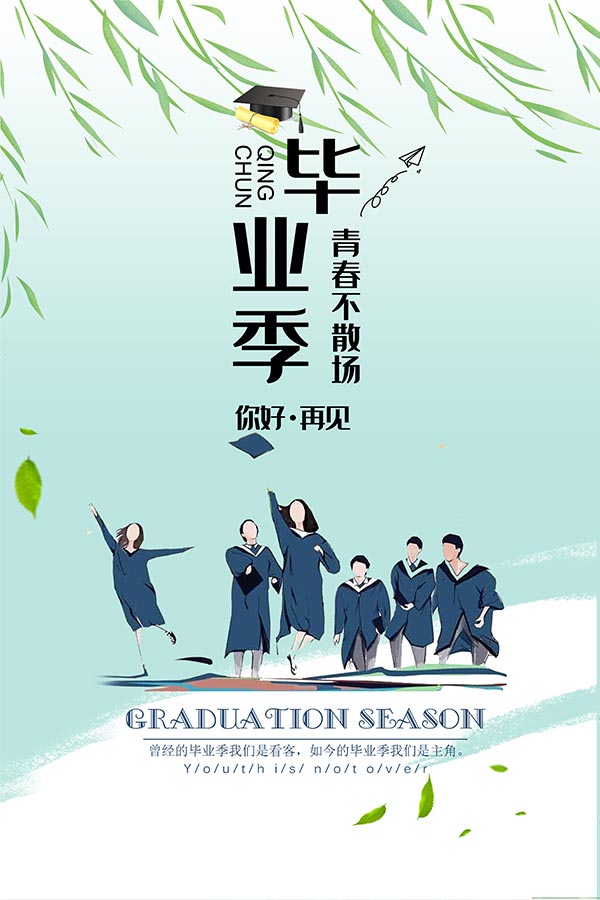 毕业季
QING
CHUN
青春不散场
你好·再见
GRADUATION SEASON
曾经的毕业季我们是看客，如今的毕业季我们是主角。
Y/o/u/t/h i/s/ n/o/t o/v/e/r